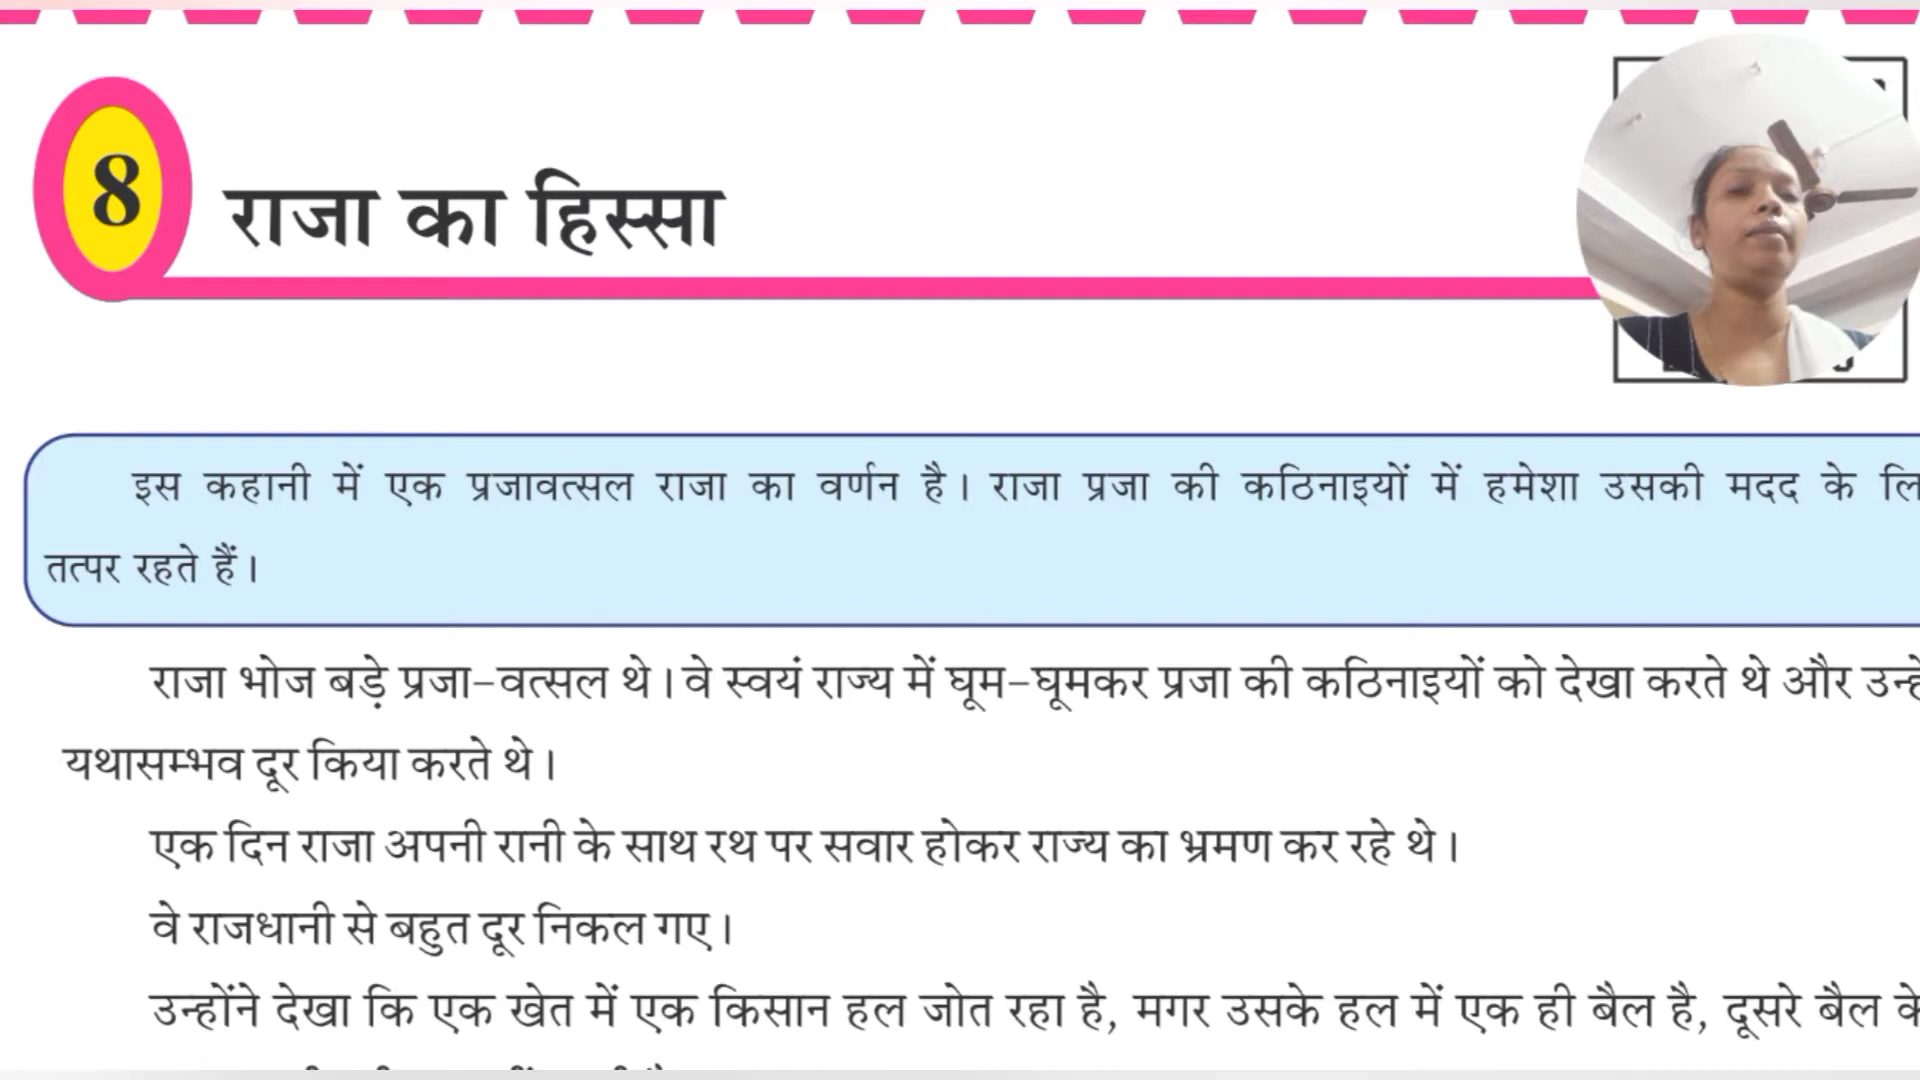 8
राजा का हिस्सा
इस कहानी में एक प्रजावत्सल राजा का वर्णन है। राजा प्रजा की कठिनाइयों में हमेशा उसकी मदद के
तत्पर रहते हैं।
राजा भोज बड़े प्रजा-वत्सल थे। वे स्वयं राज्य में घूम-घूमकर प्रजा की कठिनाइयों को देखा करते थे और
यथासम्भव दूर किया करते थे।
एक दिन राजा अपनी रानी के साथ रथ पर सवार होकर राज्य का भ्रमण कर रहे थे।
वे राजधानी से बहुत दूर निकल गए।
उन्होंने देखा कि एक खेत में एक किसान हल जोत रहा है, मगर उसके हल में एक ही बैल है, दूसरे बैल के